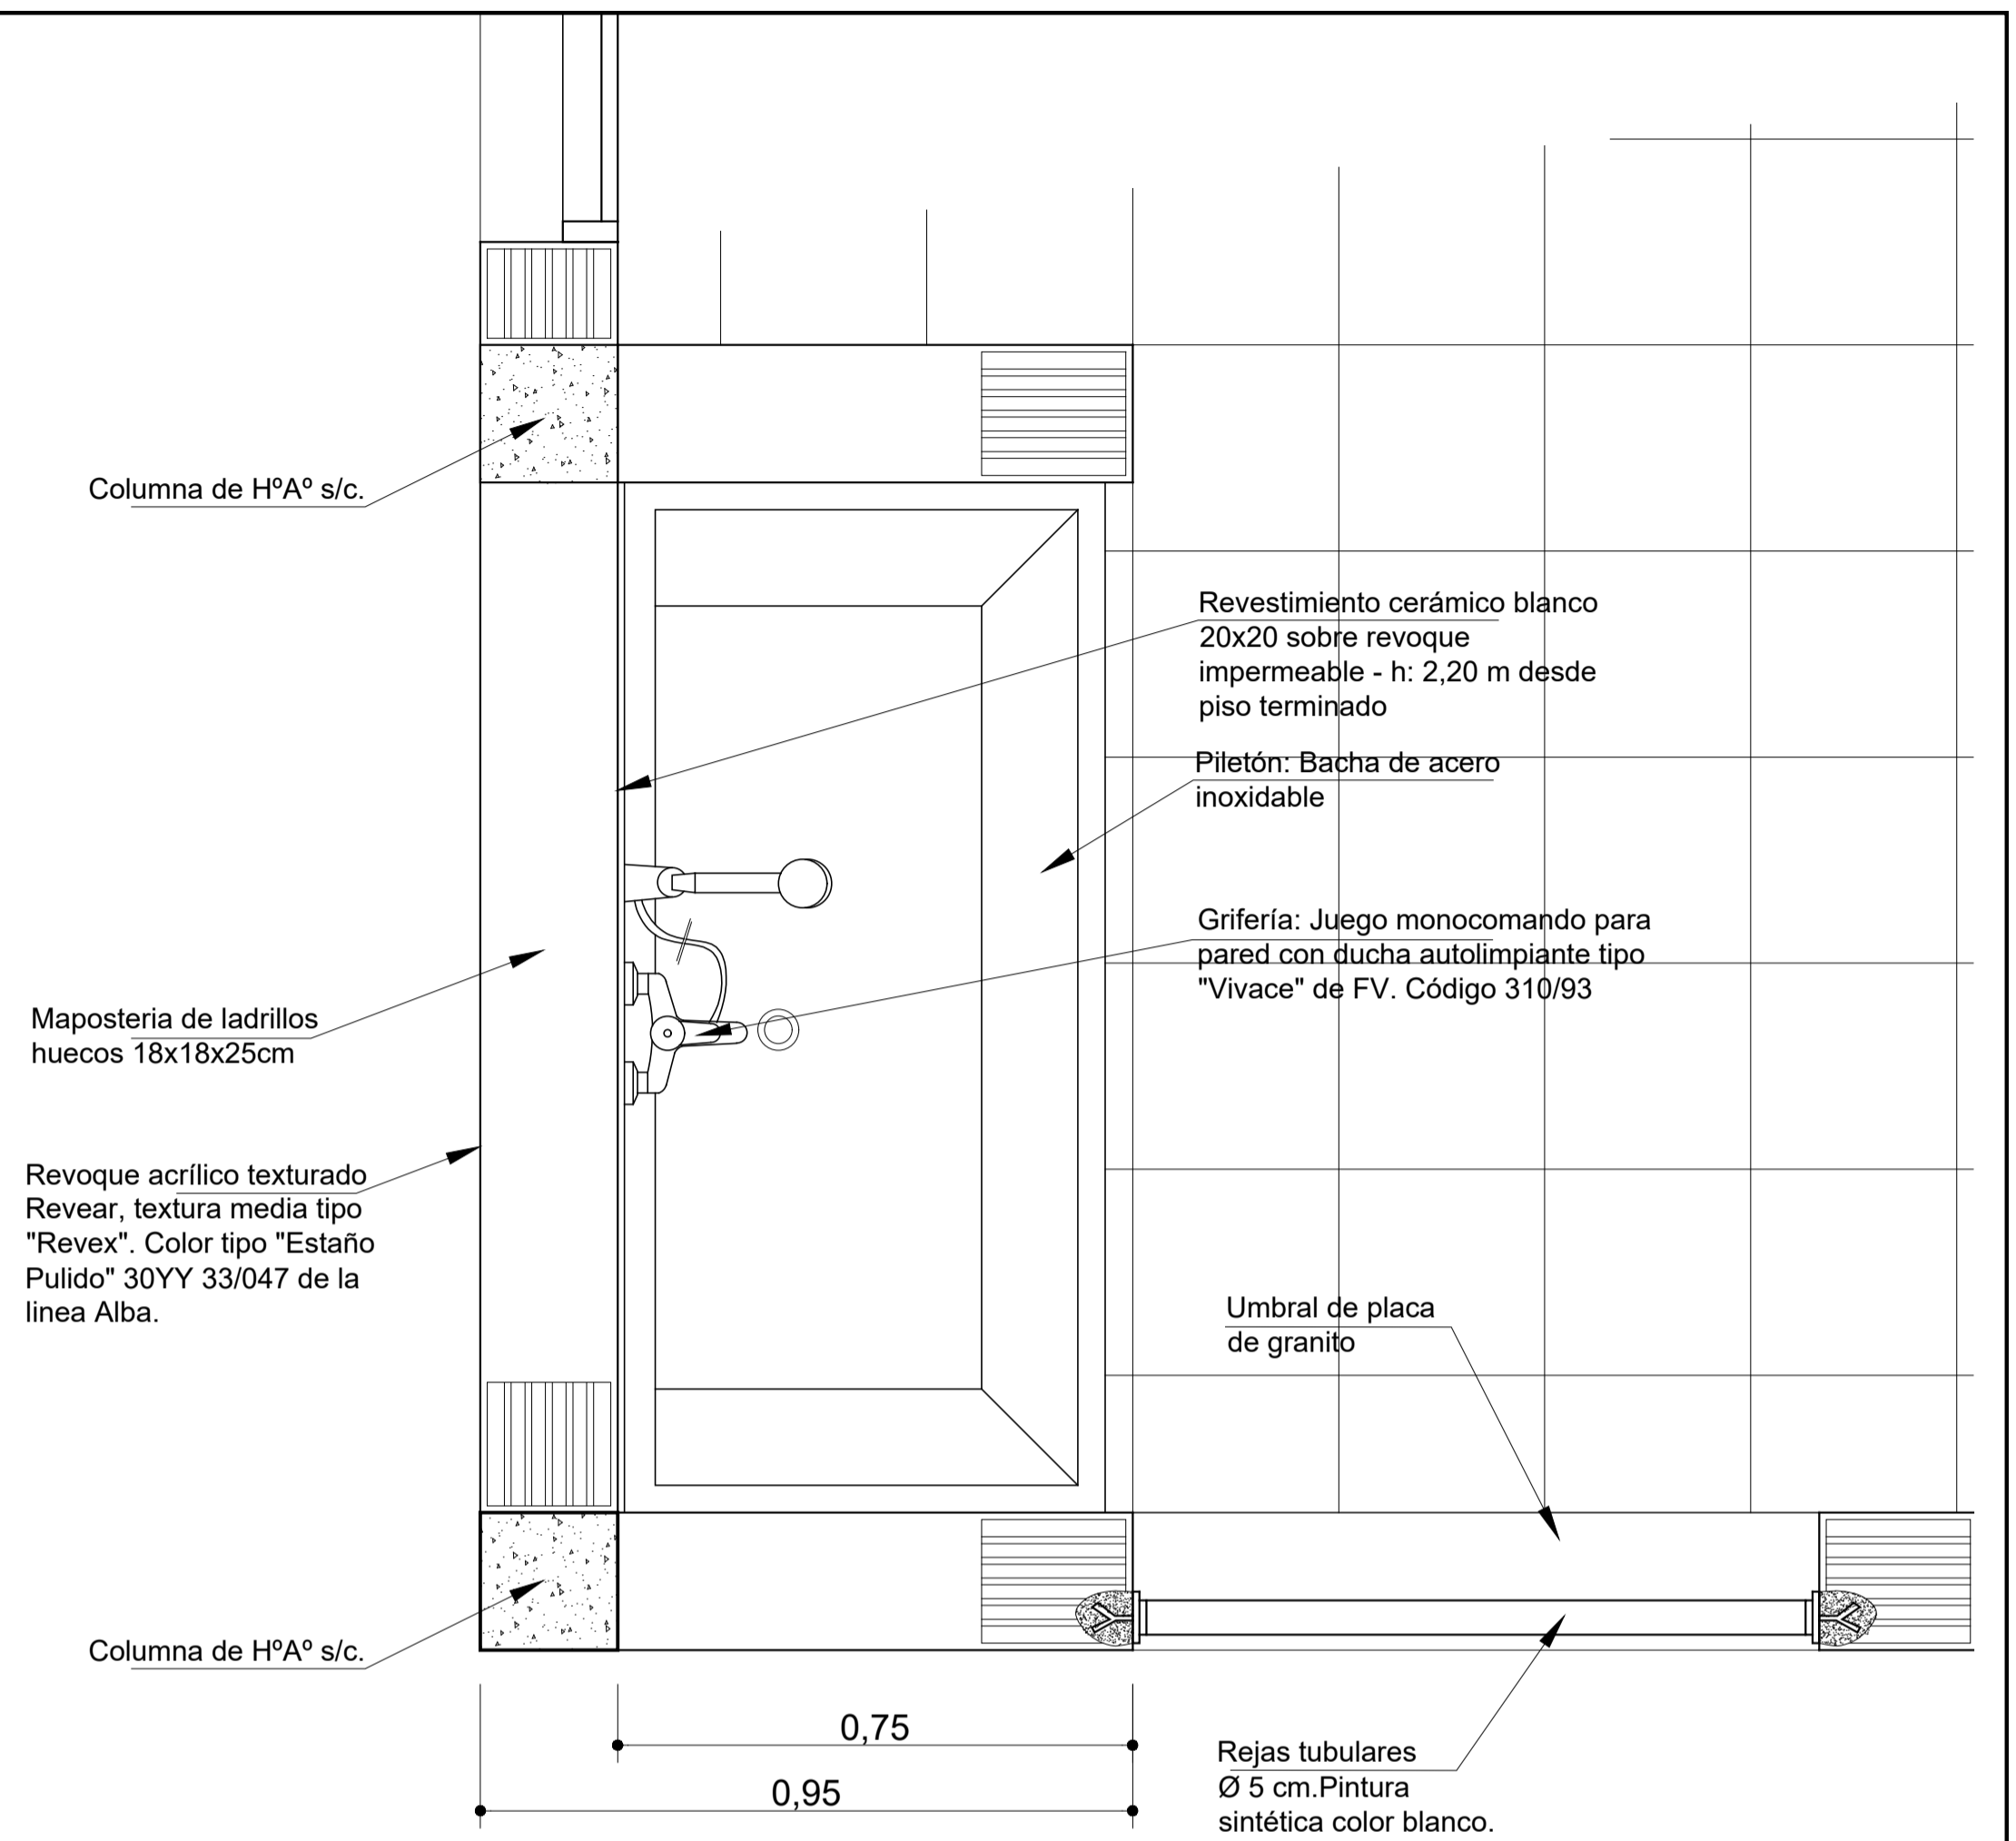 Columna de HºAº s/c.
Revestimiento cerámico blanco
20x20 sobre revoque
impermeable - h: 2,20 m desde
piso terminado
Piletón: Bacha de acero
inoxidable
Grifería: Juego monocomando para
pared con ducha autolimpiante tipo
"Vivace" de FV. Código 310/93
Maposteria de ladrillos
huecos 18x18x25cm
Revoque acrílico texturado
Revear, textura media tipo
"Revex". Color tipo "Estaño
Pulido" 30YY 33/047 de la
linea Alba.
Umbral de placa
de granito
Columna de HºAº s/c.
0,75
0,95
Rejas tubulares
Ø 5 cm.Pintura
sintética color blanco.